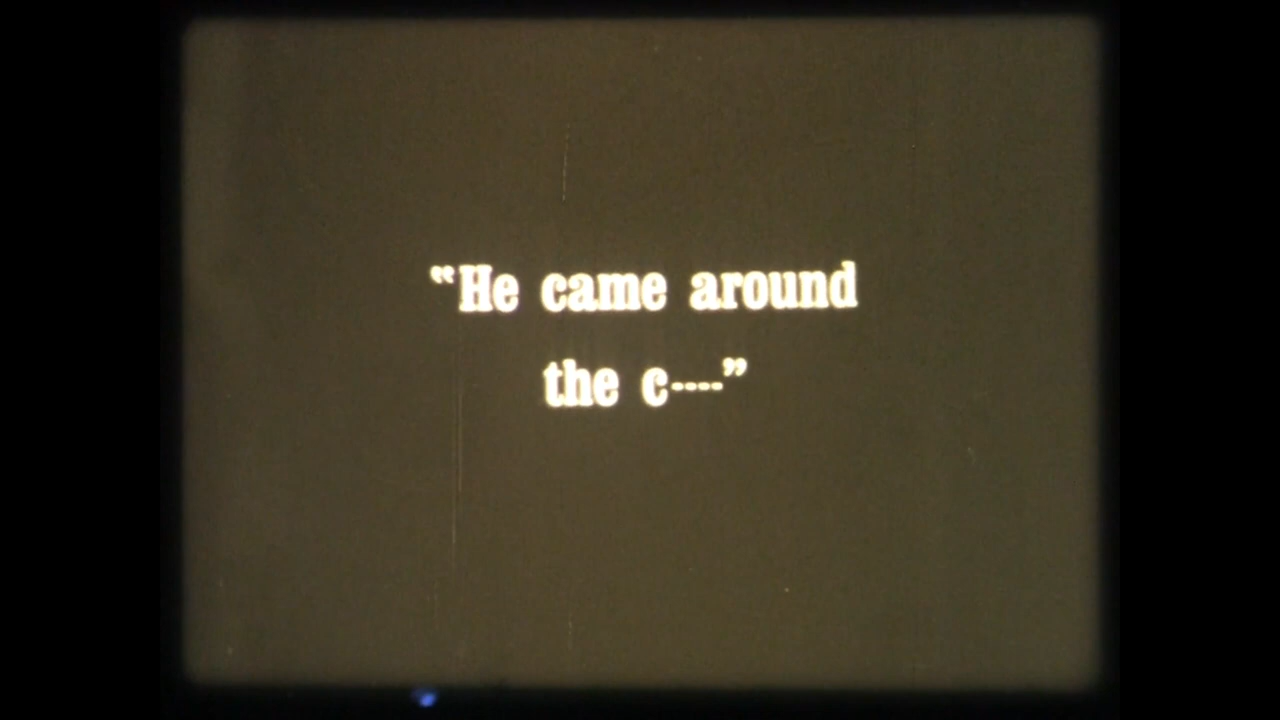 “He came around
the c----”